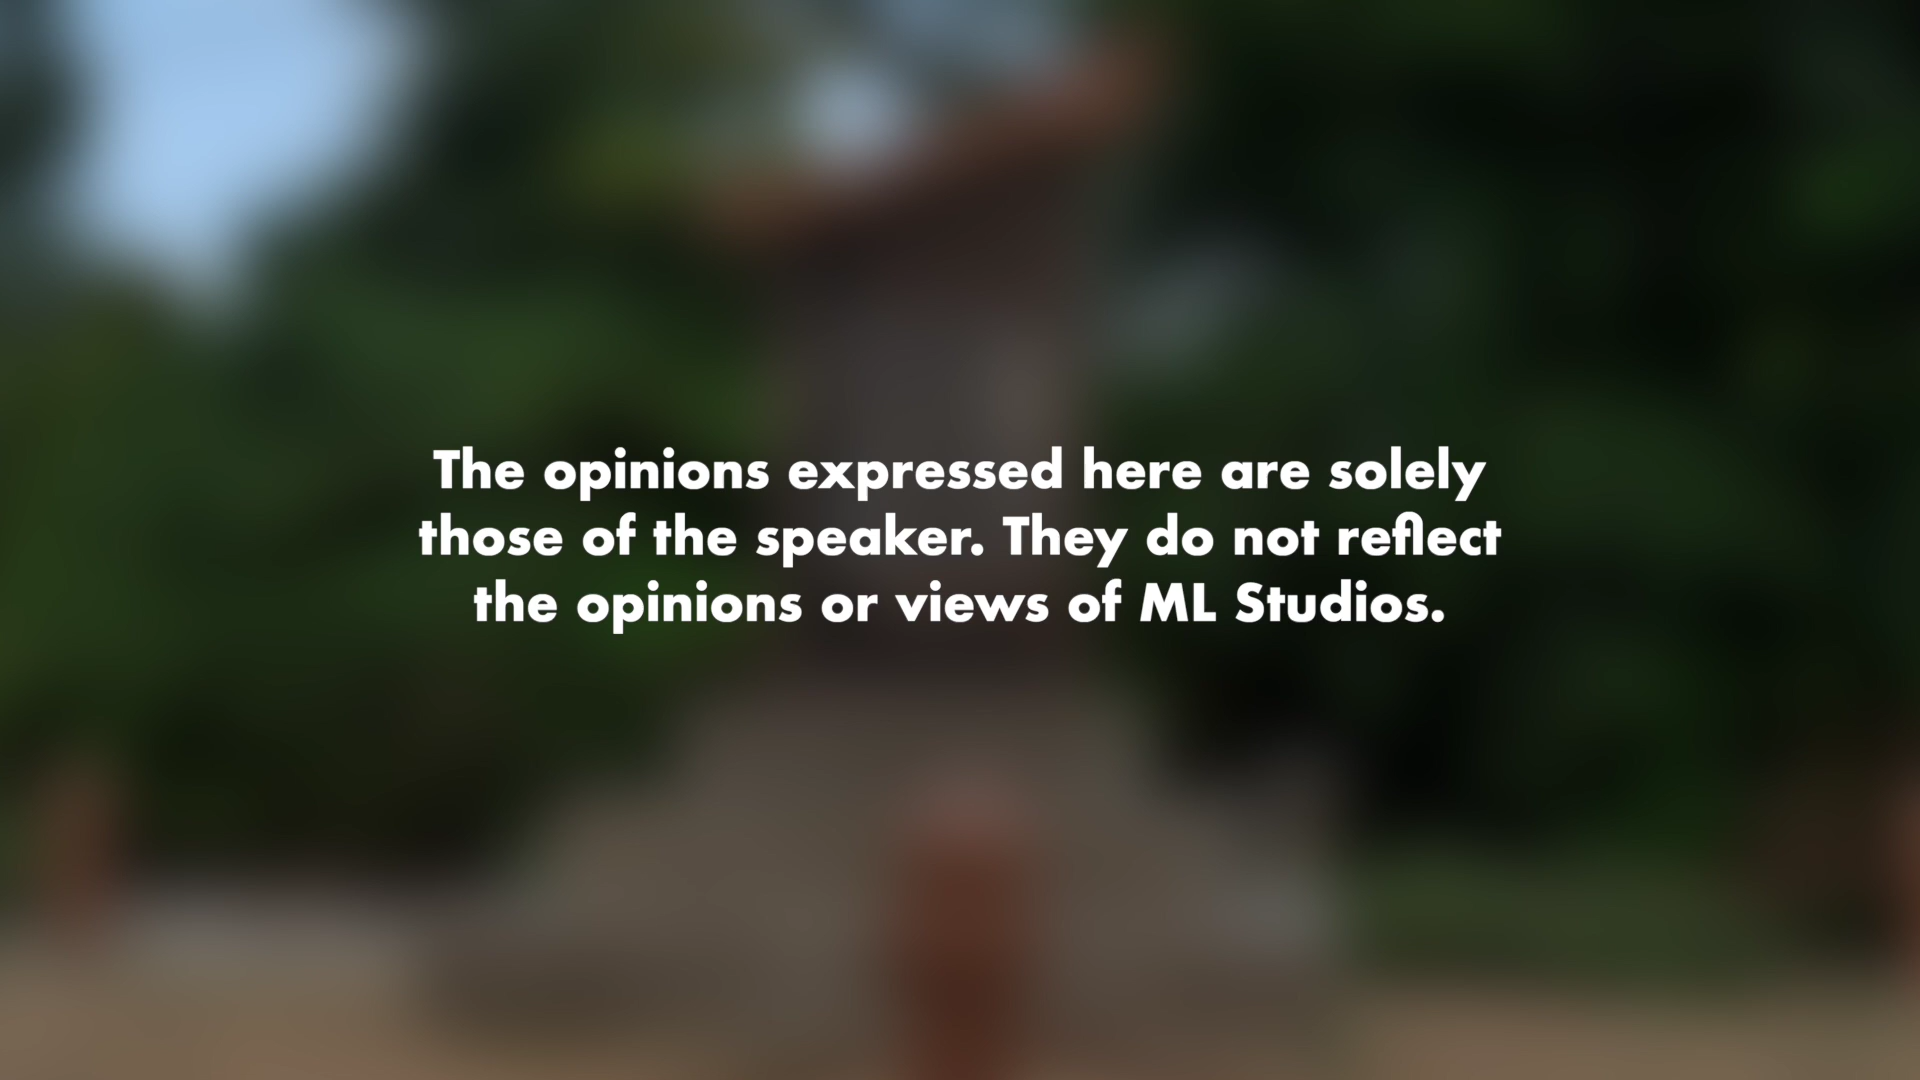 The opinions expressed here are solely
those of the speaker. They do not reflect
the opinions or views of ML Studios.